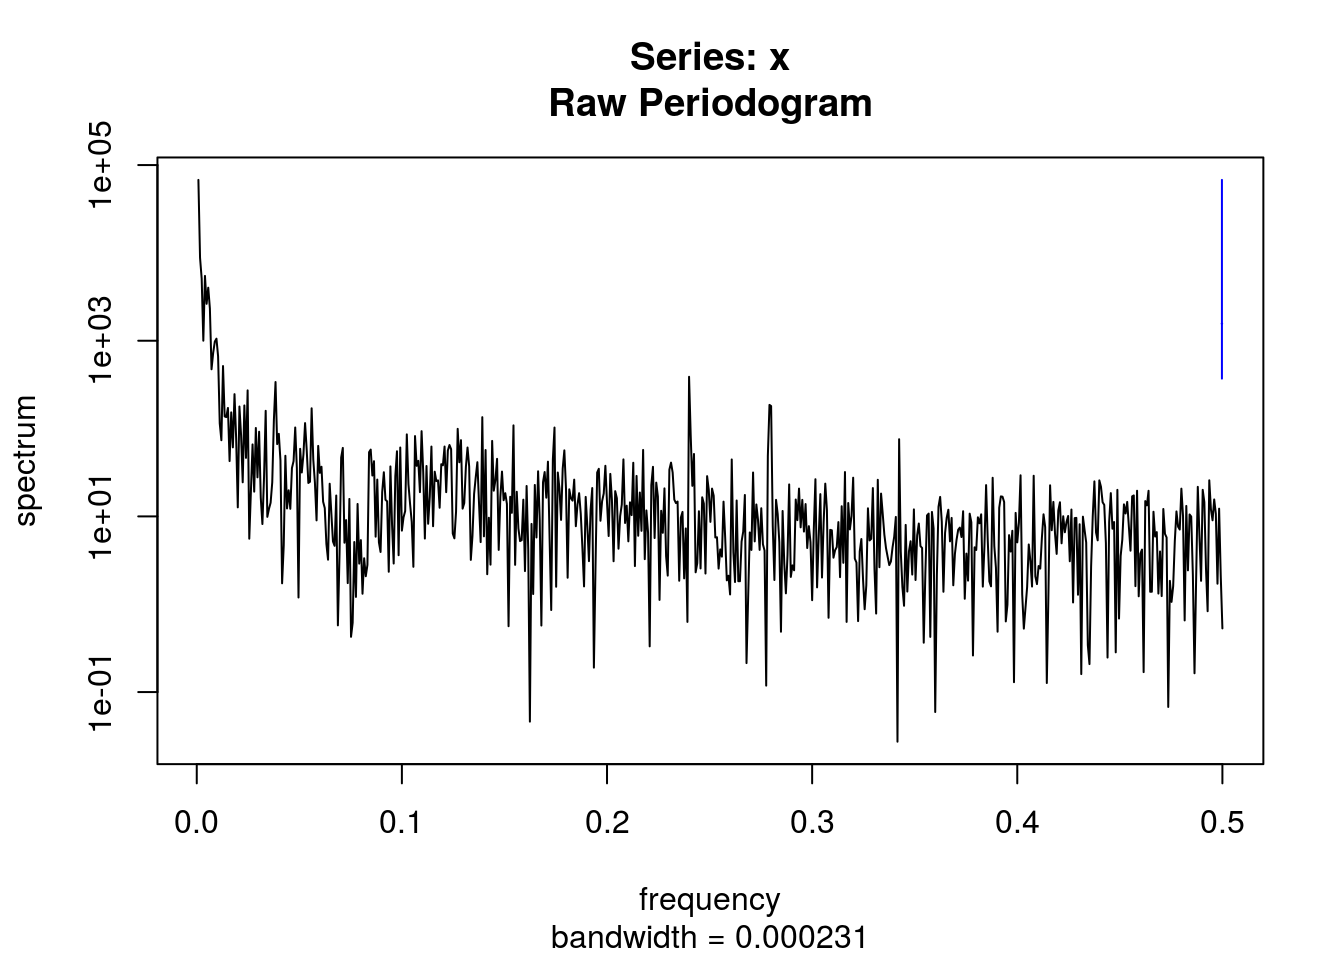 Series: x
Raw Periodogram
spectrum
1e+05
1e+03
1e+01
1e-01
0.0 0.1 0.2 0.3 0.4 0.5
frequency
bandwidth = 0.000231